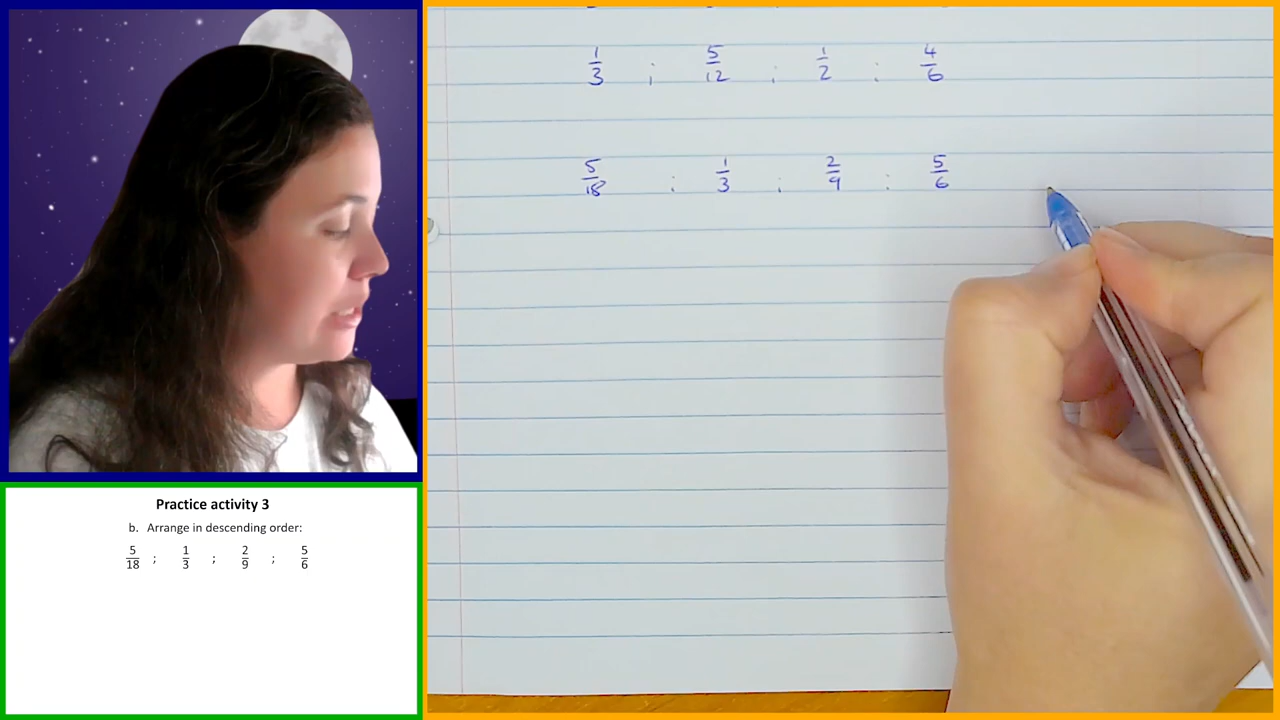 1/3 ; 5/12 ; 1/2 ; 4/6
5/18 ; 1/3 ; 2/9 ; 5/6
Practice activity 3
b. Arrange in descending order:
5/18 ; 1/3 ; 2/9 ; 5/6